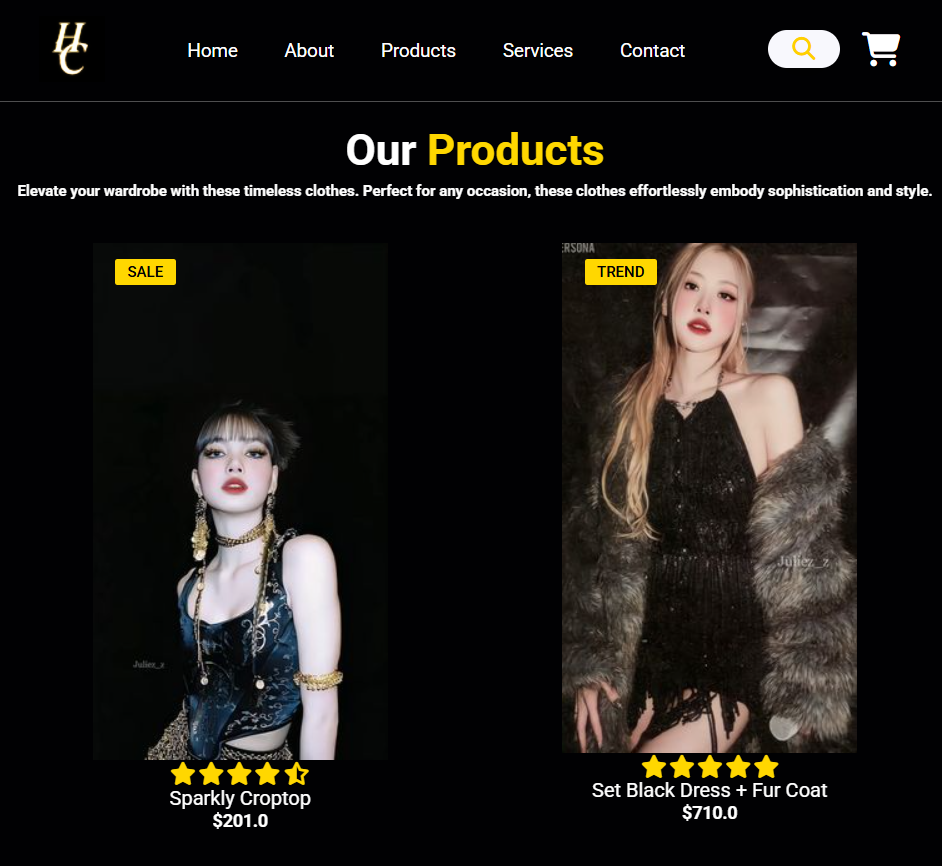 HC
Home About Products Services Contact
Our Products
Elevate your wardrobe with these timeless clothes. Perfect for any occasion, these clothes effortlessly embody sophistication and style.
SALE
Juliez_z
Sparkly Croptop
$201.0
ERSONA
TREND
Juliez_z
Set Black Dress + Fur Coat
$710.0